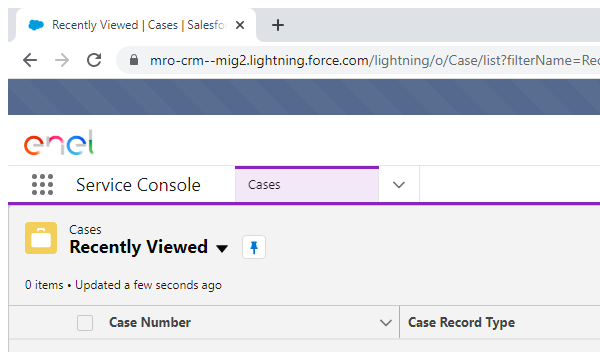 Recently Viewed | Cases | Salesfo
mro-crm--mig2.lightning.force.com/lightning/o/Case/list?filterName=Rec
enel
Service Console
Cases
Cases
Recently Viewed
0 items • Updated a few seconds ago
Case Number
Case Record Type